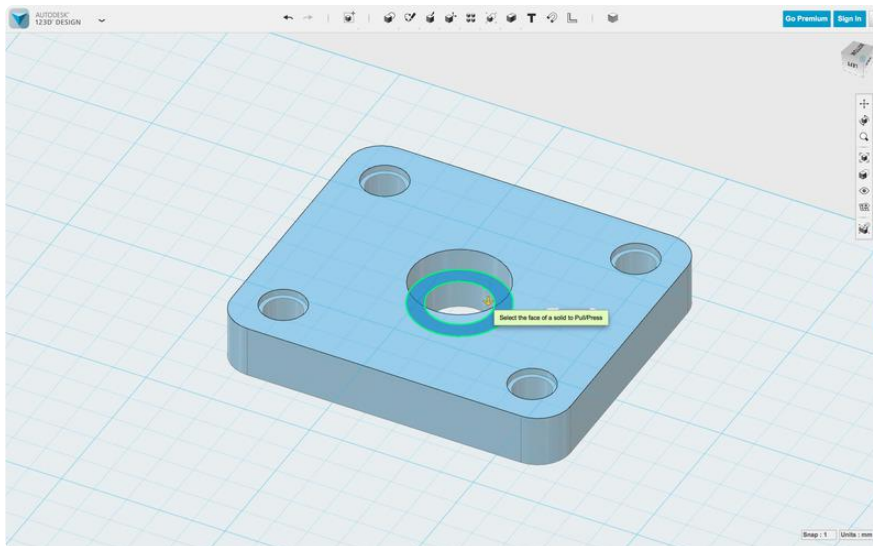 AUTODESK®
123D® DESIGN
Go Premium
Sign In
LEFT
Select the face of a solid to Pull/Press
Snap : 1
Units : mm